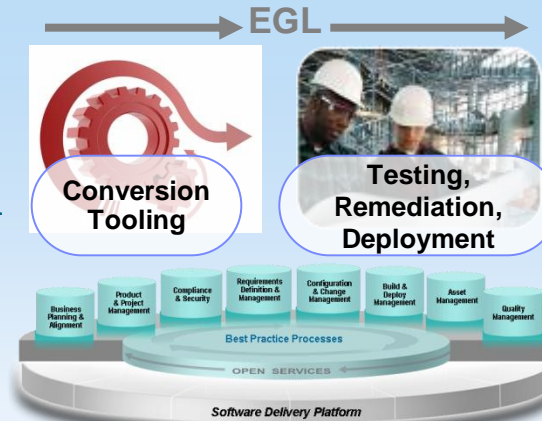 EGL
Conversion
Tooling
Testing,
Remediation,
Deployment
Business
Planning &
Alignment
Product
& Project
Management
Compliance
& Security
Requirements
Definition &
Management
Configuration
& Change
Management
Build &
Deploy
Management
Asset
Management
Quality
Management
Best Practice Processes
OPEN SERVICES
Software Delivery Platform